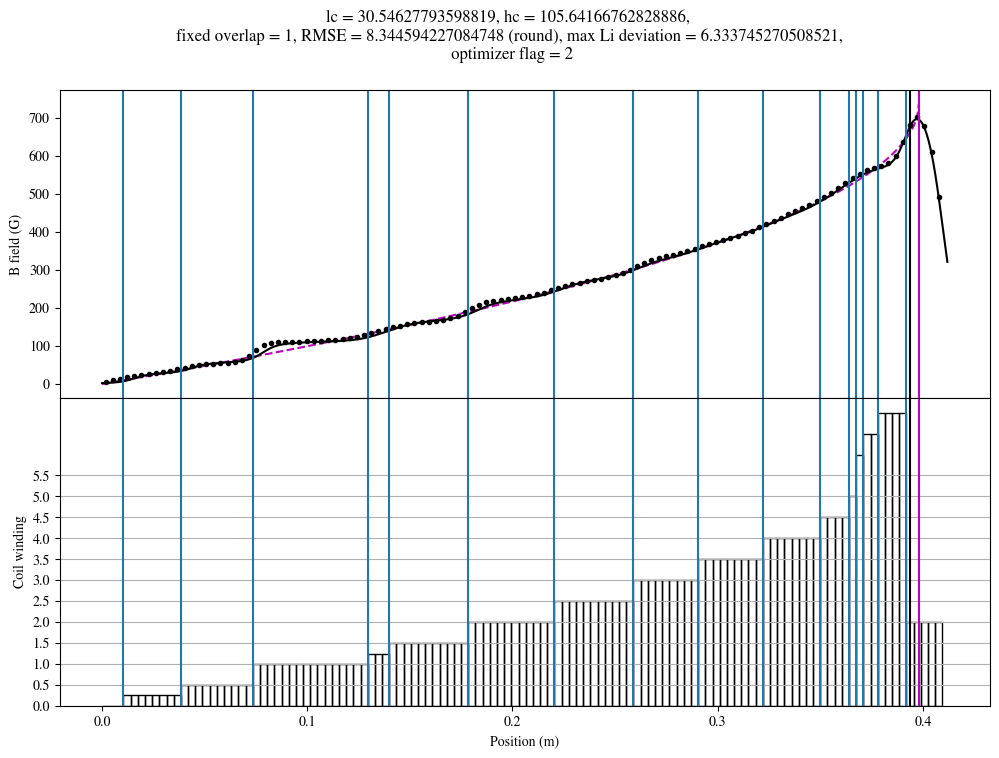 lc = 30.54627793598819, hc = 105.64166762828886,
fixed overlap = 1, RMSE = 8.344594227084748 (round), max Li deviation = 6.333745270508521,
optimizer flag = 2
700
600
500
400
300
200
100
0
B field (G)
5.5
5.0
4.5
4.0
3.5
3.0
2.5
2.0
1.5
1.0
0.5
0.0
Coil winding
0.0 0.1 0.2 0.3 0.4
Position (m)